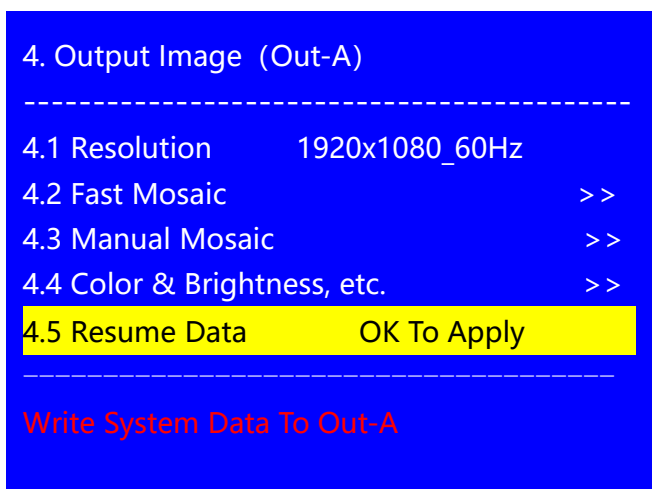 4. Output Image（Out-A）
--------------------------------------------
4.1 Resolution 1920x1080_60Hz
4.2 Fast Mosaic >>
4.3 Manual Mosaic >>
4.4 Color & Brightness, etc. >>
4.5 Resume Data OK To Apply
Write System Data To Out-A